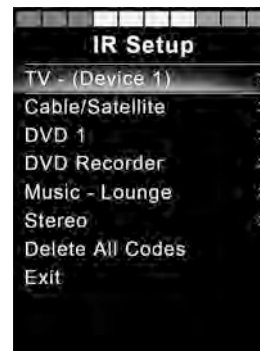 IR Setup
TV - (Device 1)
Cable/Satellite
DVD 1
DVD Recorder
Music - Lounge
Stereo
Delete All Codes
Exit